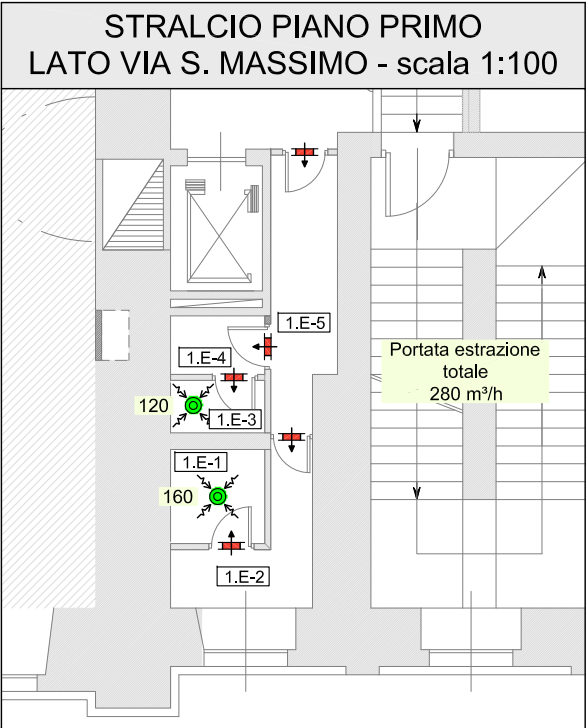 STRALCIO PIANO PRIMO
LATO VIA S. MASSIMO - scala 1:100
1.E-5
1.E-4
Portata estrazione
totale
280 m³/h
120
1.E-3
1.E-1
160
1.E-2